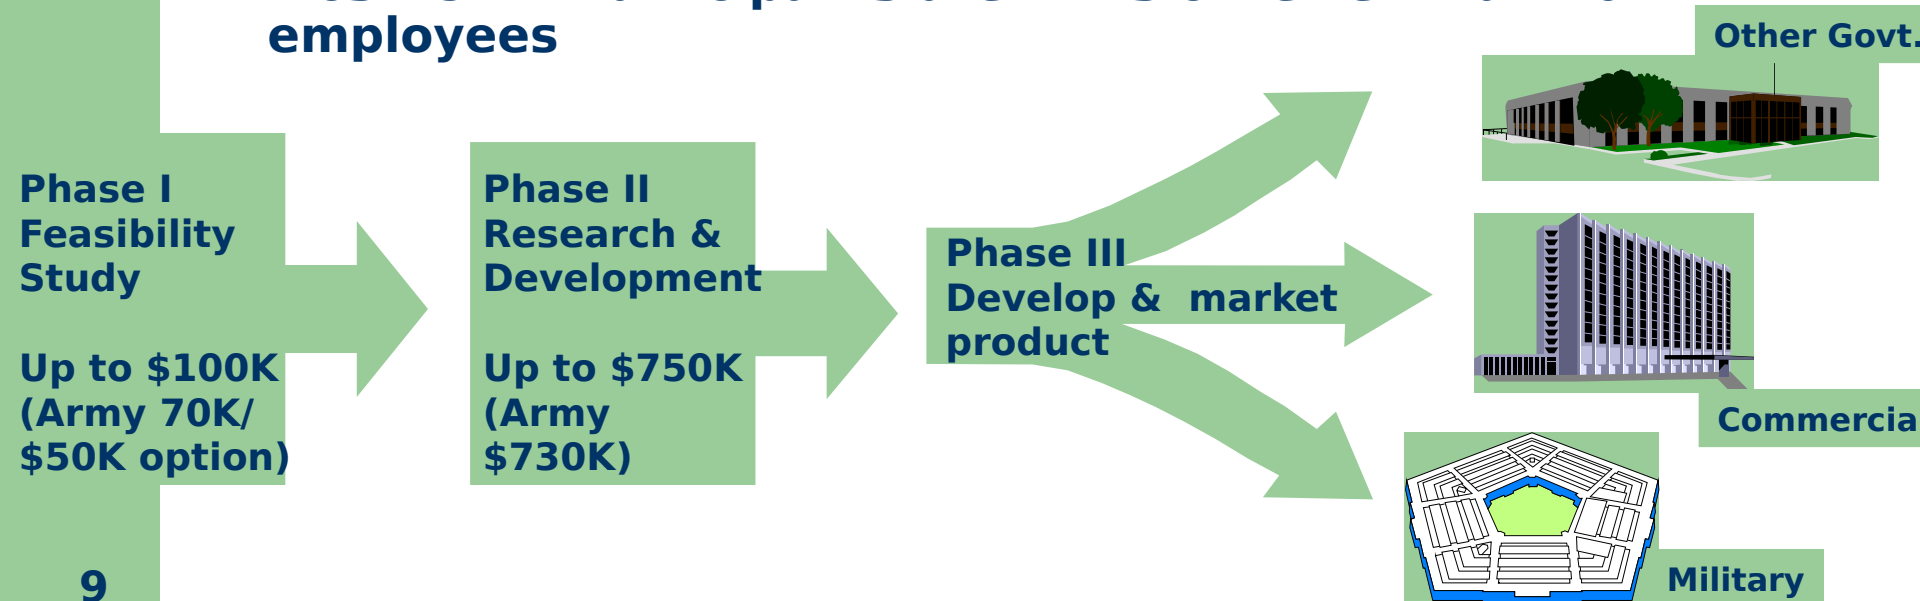 employees
Other Govt.
Phase I
Feasibility
Study
Up to $100K
(Army 70K/
$50K option)
Phase II
Research &
Development
Up to $750K
(Army
$730K)
Phase III
Develop &  market
product
Commercia
Military
9